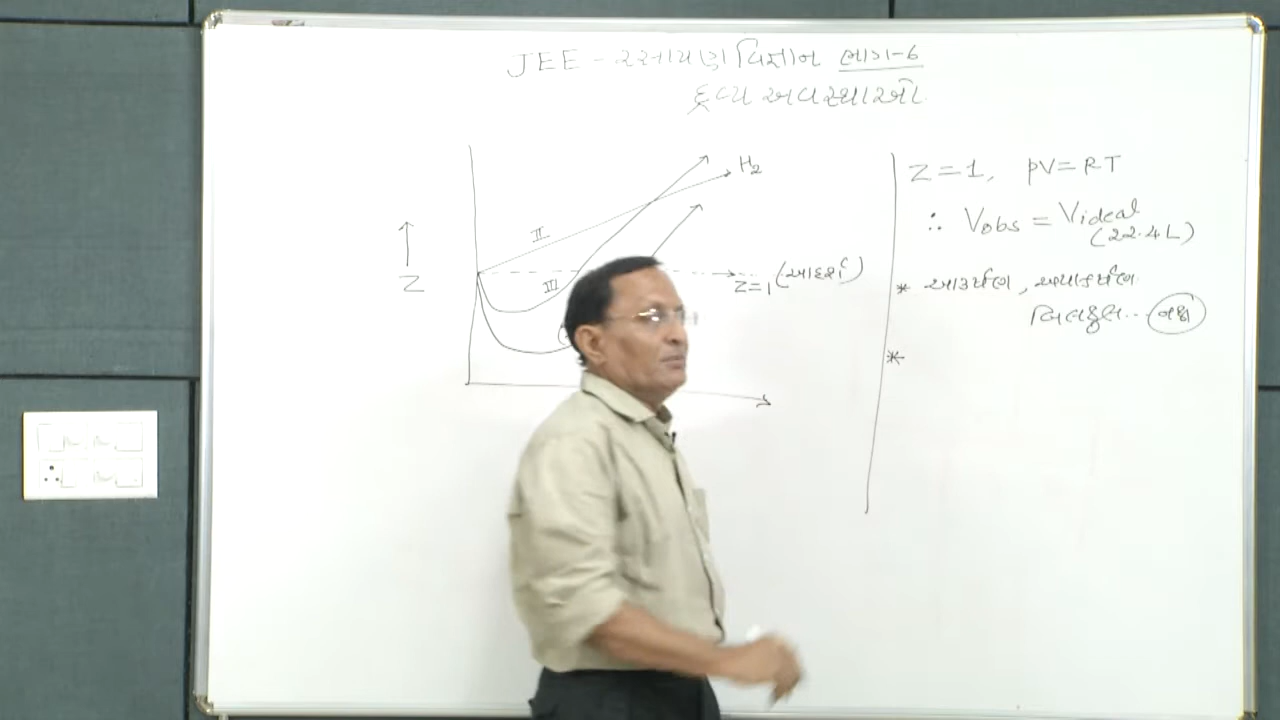 JEE - રસાયણ વિજ્ઞાન ભાગ-6
દ્રવ્ય અવસ્થાઓ
H₂
II
III
Z
Z=1 (આદર્શ)
Z=1, PV=RT
∴ Vobs = Videal
(22.4L)
* આકર્ષણ, અપાકર્ષણ
બિલકુલ... નથી
*